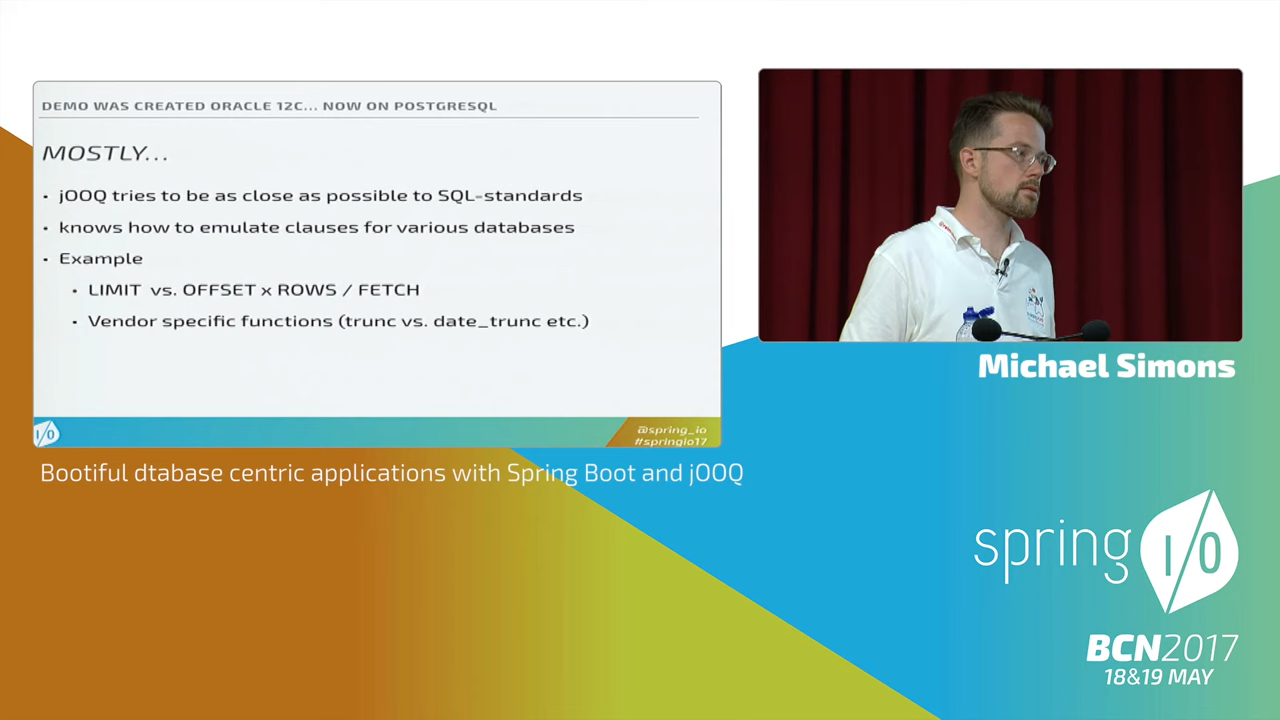 DEMO WAS CREATED ORACLE 12C... NOW ON POSTGRESQL
MOSTLY...
• jOOQ tries to be as close as possible to SQL-standards
• knows how to emulate clauses for various databases
• Example
• LIMIT vs. OFFSET x ROWS / FETCH
• Vendor specific functions (trunc vs. date_trunc etc.)
I/O
@spring_io
#springio17
Michael Simons
Bootiful dtabase centric applications with Spring Boot and jOOQ
spring I/O
BCN2017
18&19 MAY